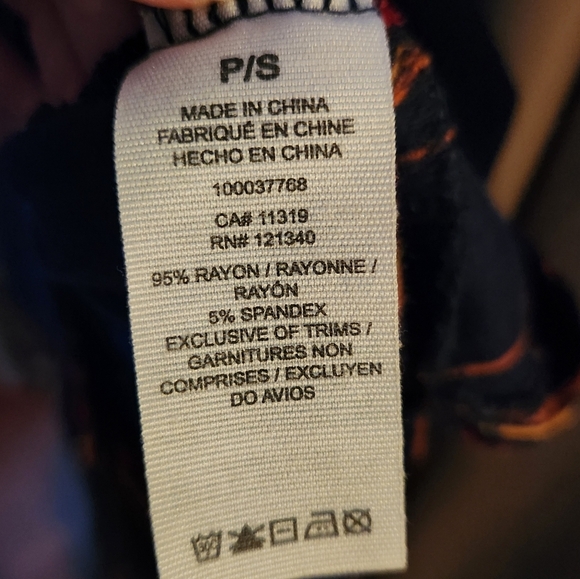 P/S
MADE IN CHINA
FABRIQUÉ EN CHINE
HECHO EN CHINA
100037768
CA# 11319
RN# 121340
95% RAYON / RAYONNE /
RAYÓN
5% SPANDEX
EXCLUSIVE OF TRIMS /
GARNITURES NON
COMPRISES / EXCLUYEN
DO AVIOS